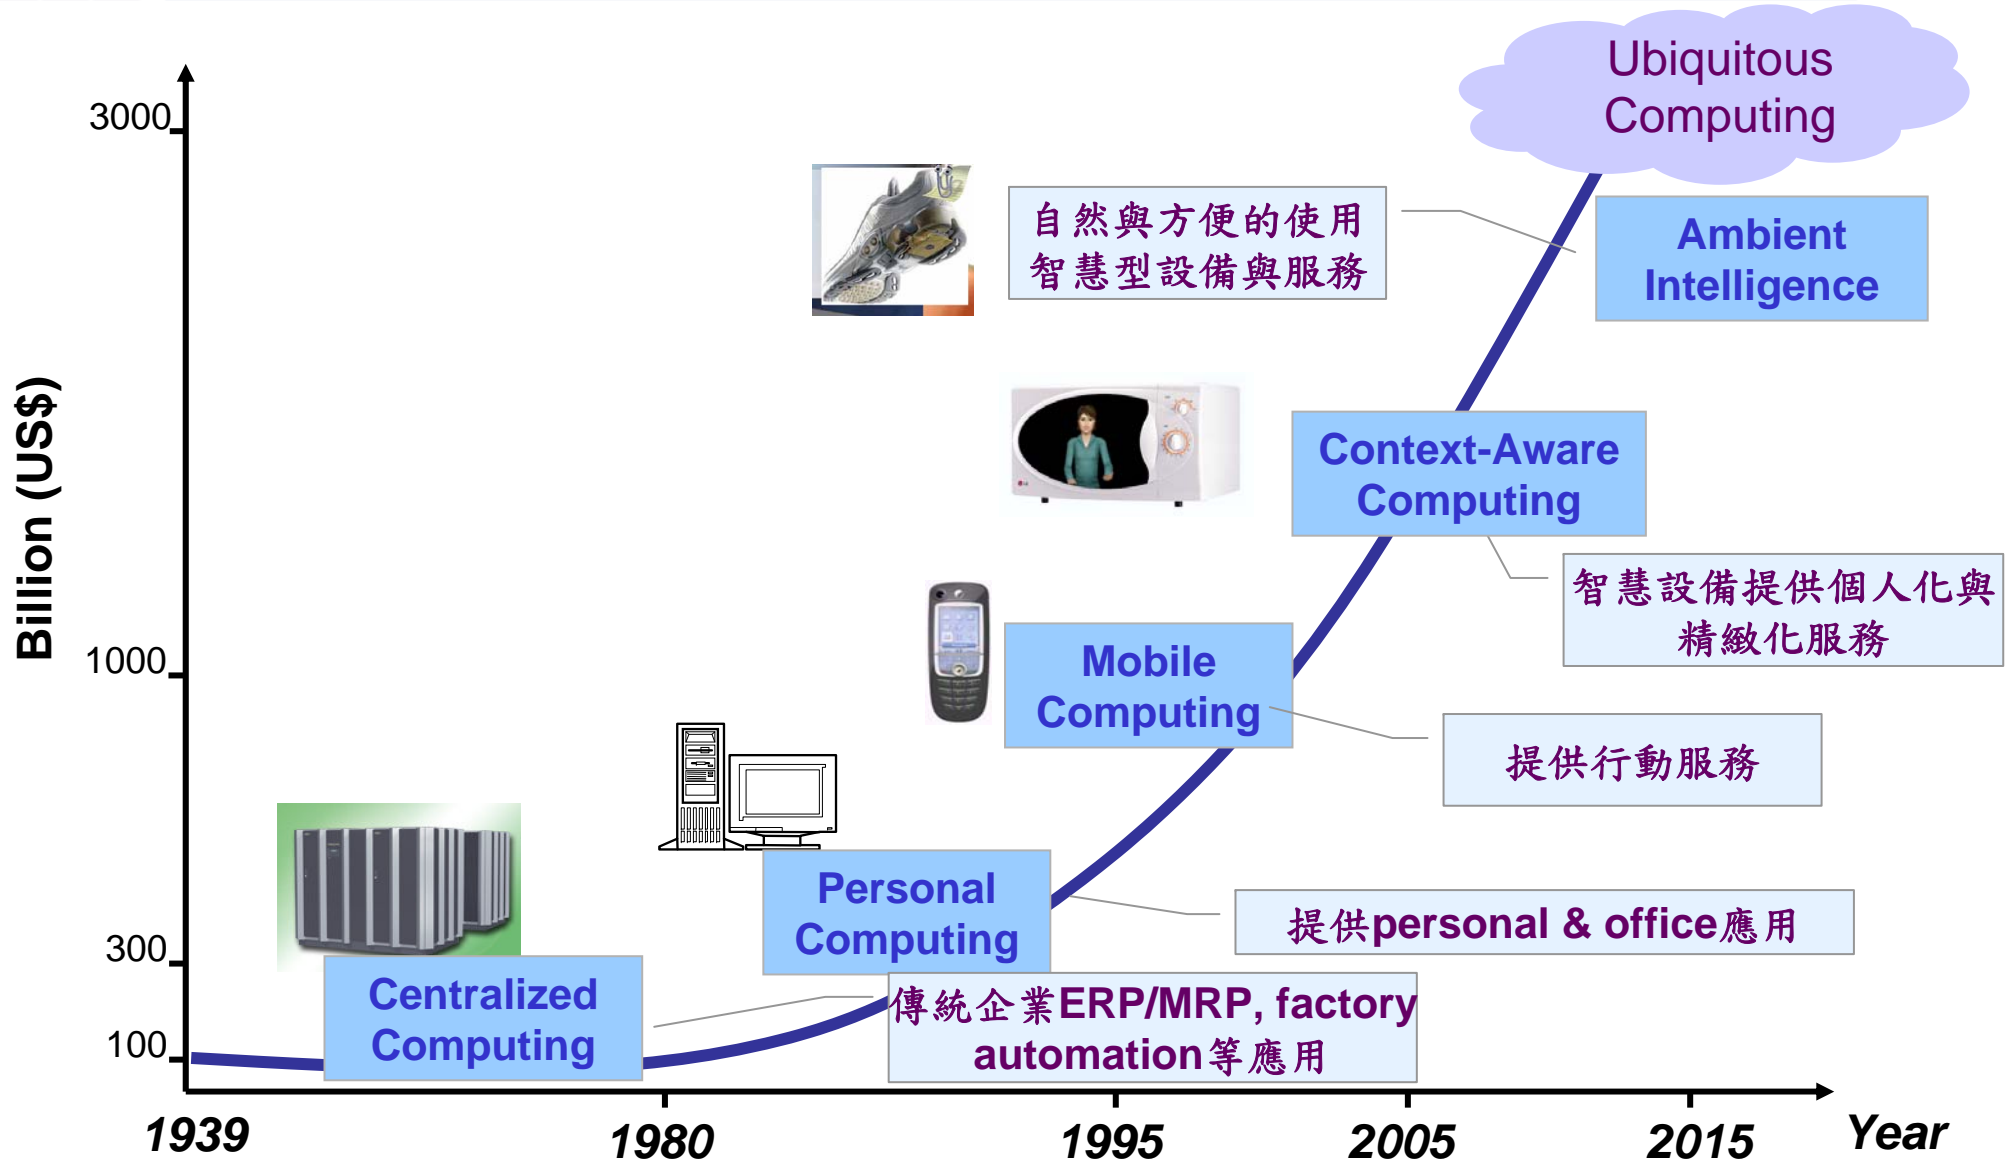 Ubiquitous
Computing
3000
自然與方便的使用
智慧型設備與服務
Ambient
Intelligence
Billion (US$)
Context-Aware
Computing
智慧設備提供個人化與
精緻化服務
1000
Mobile
Computing
提供行動服務
Personal
Computing
提供personal & office應用
300
Centralized
Computing
傳統企業ERP/MRP, factory
automation等應用
100
1939
1980
1995
2005
2015
Year